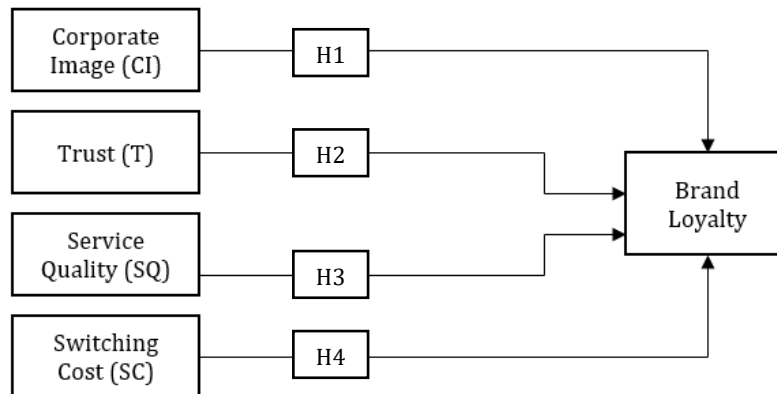 Corporate
Image (CI)
H1
Trust (T)
H2
Brand
Loyalty
Service
Quality (SQ)
H3
Switching
Cost (SC)
H4